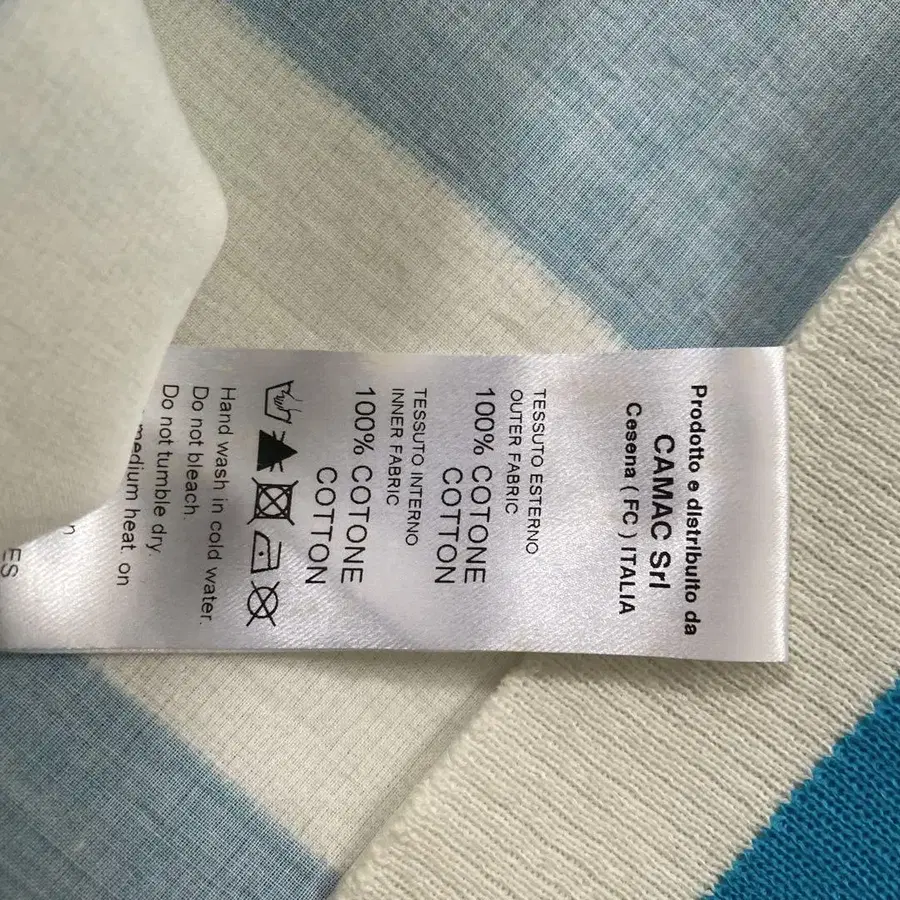 Prodotto e distribuito da
CAMAC Srl
Cesena ( FC ) ITALIA
TESSUTO ESTERNO
OUTER FABRIC
100% COTONE
COTTON
TESSUTO INTERNO
INNER FABRIC
100% COTONE
COTTON
Hand wash in cold water.
Do not bleach.
Do not tumble dry.
medium heat. on